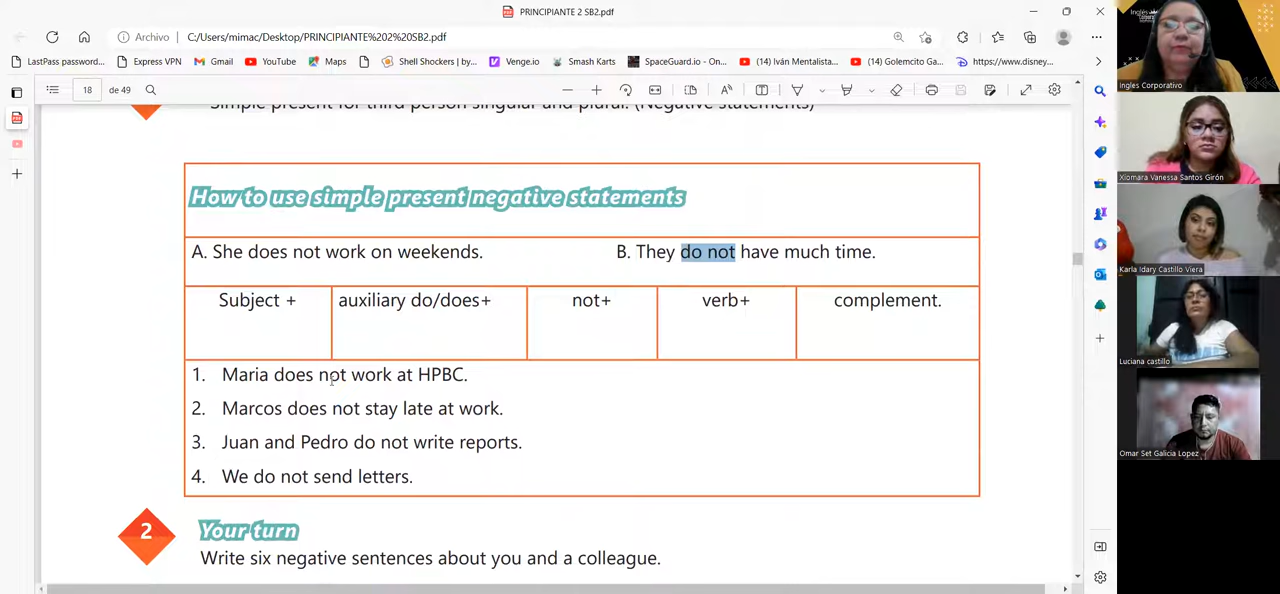 PRINCIPIANTE 2 SB2.pdf
Archivo
C:/Users/mimac/Desktop/PRINCIPIANTE%202%20SB2.pdf
LastPass password...
Express VPN
Gmail
YouTube
Maps
Shell Shockers | by...
Venge.io
Smash Karts
SpaceGuard.io - On...
(14) Iván Mentalista...
(14) Golemcito Ga...
https://www.disney...
18
de 49
Simple present for third person singular and plural. (Negative statements)
How to use simple present negative statements
A. She does not work on weekends.
B. They do not have much time.
Subject +
auxiliary do/does+
not+
verb+
complement.
1. Maria does not work at HPBC.
2. Marcos does not stay late at work.
3. Juan and Pedro do not write reports.
4. We do not send letters.
2
Your turn
Write six negative sentences about you and a colleague.
Inglés
Ingles Corporativo
Xiomara Vanessa Santos Girón
Karla Idary Castillo Viera
Luciana castillo
Omar Set Galicia Lopez